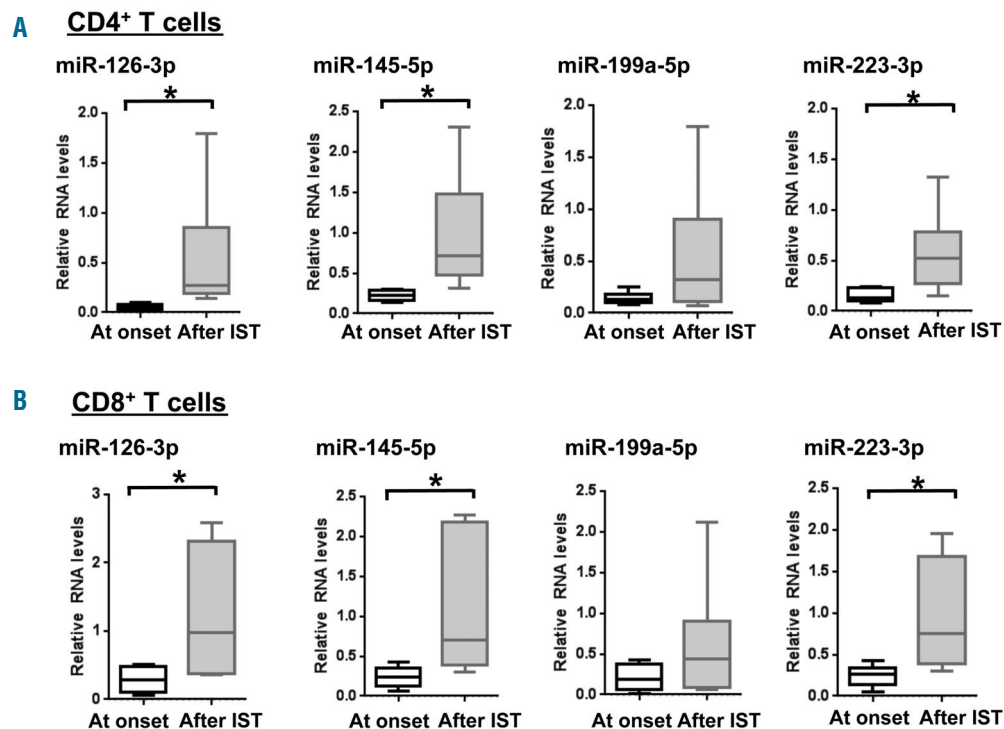 A
CD4+ T cells
miR-126-3p
*
Relative RNA levels
2.0
1.5
1.0
0.5
0.0
At onset After IST
miR-145-5p
*
Relative RNA levels
2.5
2.0
1.5
1.0
0.5
0.0
At onset After IST
miR-199a-5p
Relative RNA levels
2.0
1.5
1.0
0.5
0.0
At onset After IST
miR-223-3p
*
Relative RNA levels
2.0
1.5
1.0
0.5
0.0
At onset After IST
B
CD8+ T cells
miR-126-3p
*
Relative RNA levels
3
2
1
0
At onset After IST
miR-145-5p
*
Relative RNA levels
2.5
2.0
1.5
1.0
0.5
0.0
At onset After IST
miR-199a-5p
Relative RNA levels
2.5
2.0
1.5
1.0
0.5
0.0
At onset After IST
miR-223-3p
*
Relative RNA levels
2.5
2.0
1.5
1.0
0.5
0.0
At onset After IST